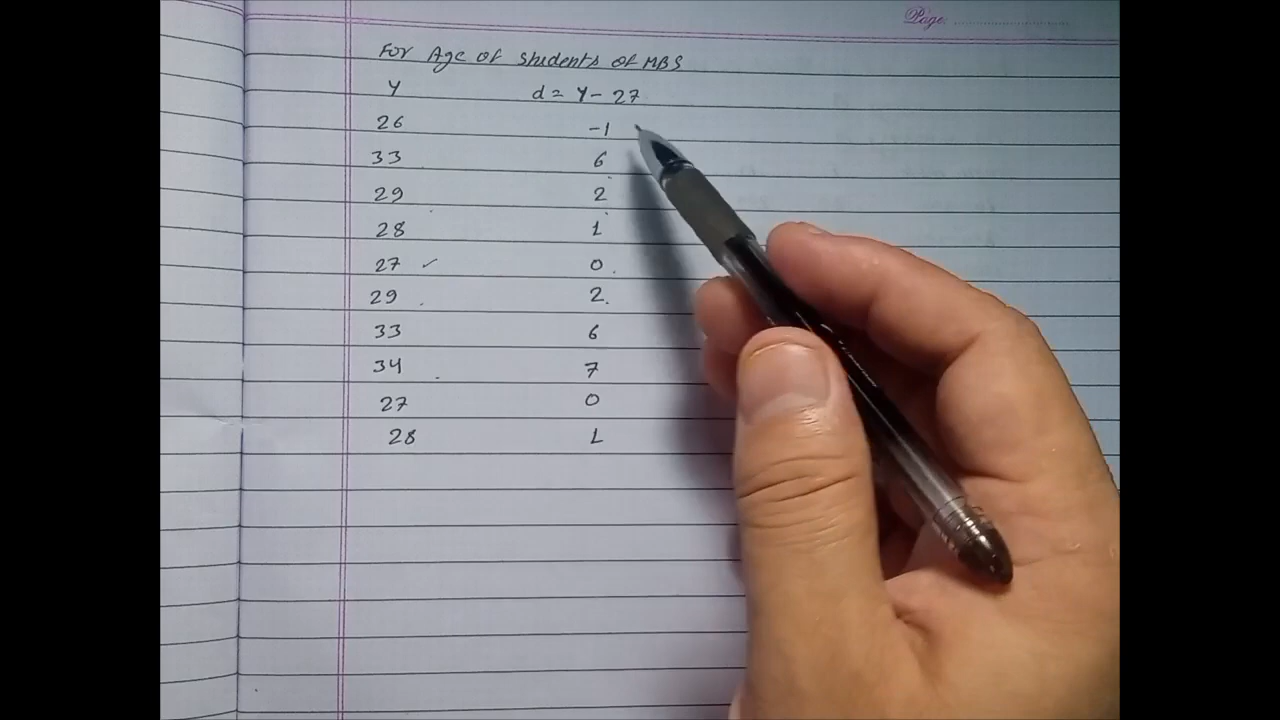 Page:
For Age of students of MBS
Y d = Y - 27
26 -1
33 6
29 2
28 1
27 ✓ 0
29 2
33 6
34 7
27 0
28 1